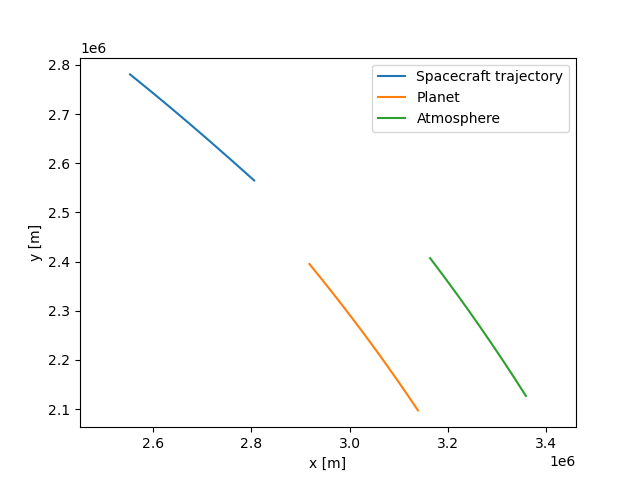 1e6
2.8
2.7
2.6
2.5
2.4
2.3
2.2
2.1
y [m]
Spacecraft trajectory
Planet
Atmosphere
2.6 2.8 3.0 3.2 3.4
x [m]
1e6